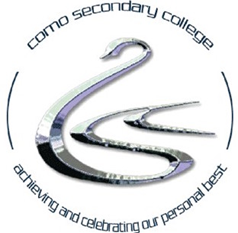 como secondary college
achieving and celebrating our personal best